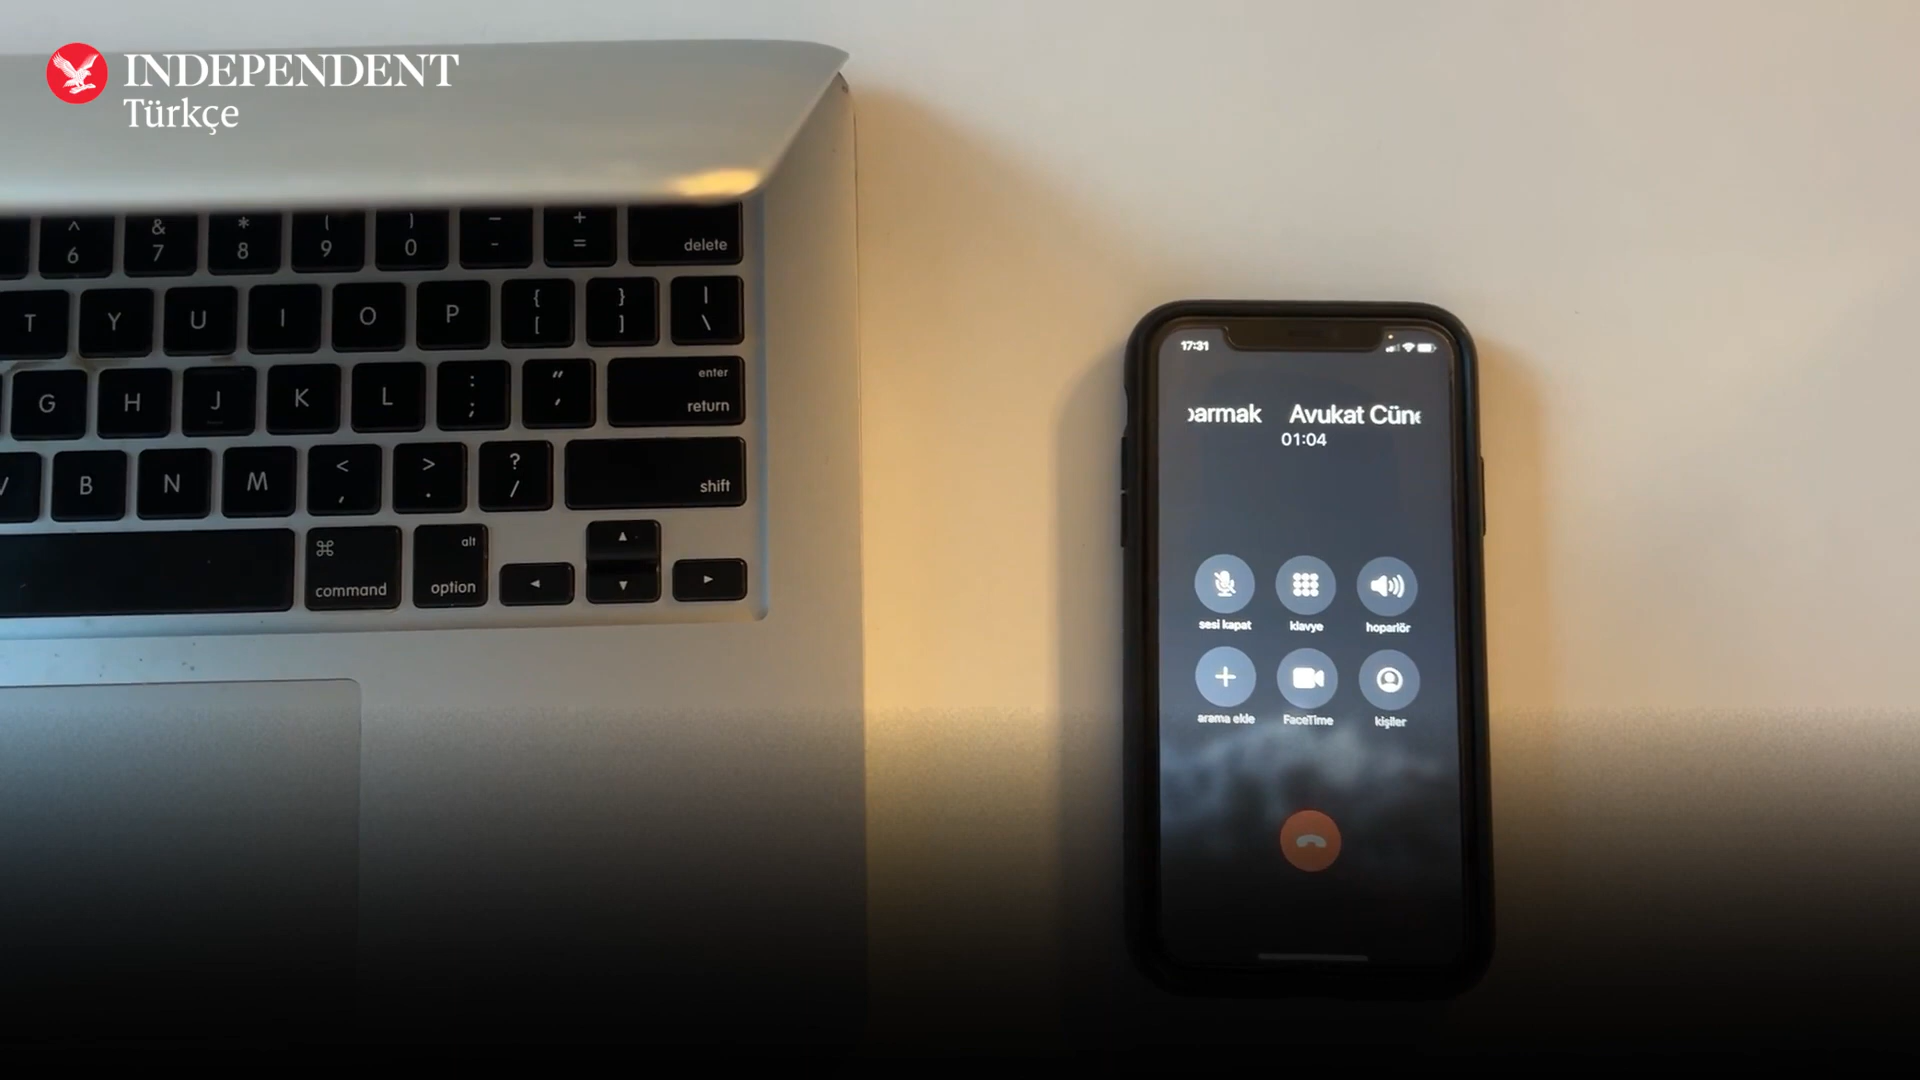 INDEPENDENT
Türkçe
^ & * ( ) _ +
6 7 8 9 0 - = delete
T Y U I O P { [ } ] | \
G H J K L : ; " ' enter return
V B N M < , > . ? / shift
⌘ command alt option
17:31
Avukat
01:04
sesi kapat klavye hoparlör
arama ekle FaceTime kişiler